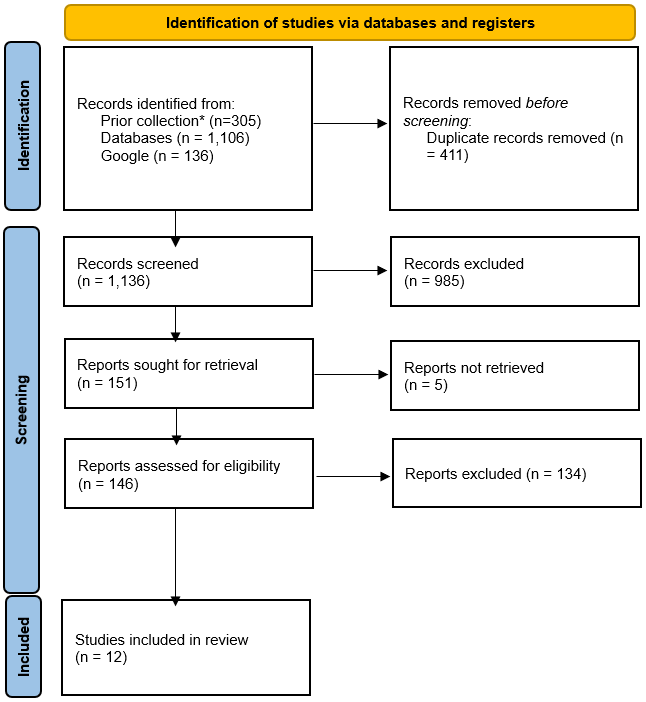 Identification of studies via databases and registers
Identification
Records identified from:
Prior collection* (n=305)
Databases (n = 1,106)
Google (n = 136)
Records removed before
screening:
Duplicate records removed (n
= 411)
Screening
Records screened
(n = 1,136)
Records excluded
(n = 985)
Reports sought for retrieval
(n = 151)
Reports not retrieved
(n = 5)
Reports assessed for eligibility
(n = 146)
Reports excluded (n = 134)
Included
Studies included in review
(n = 12)